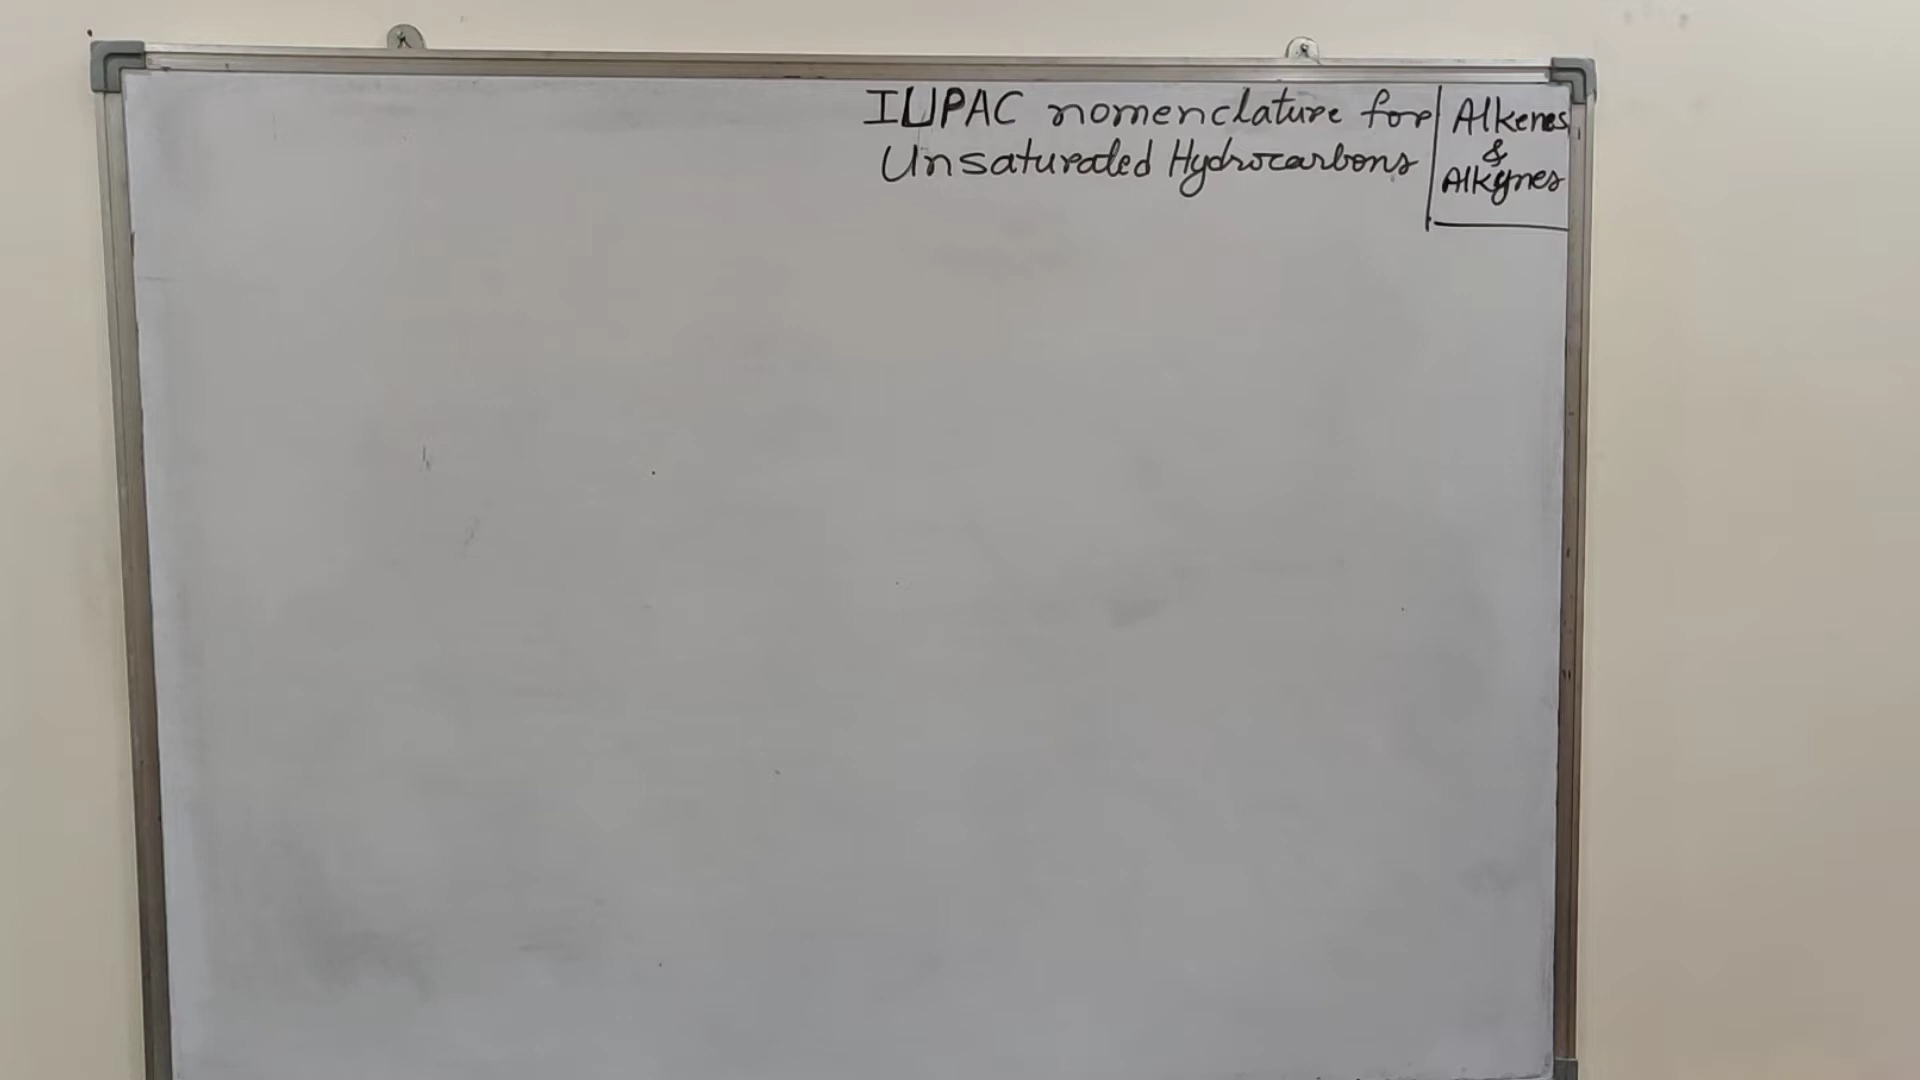 IUPAC nomenclature for
Unsaturated Hydrocarbons
Alkenes
&
Alkynes